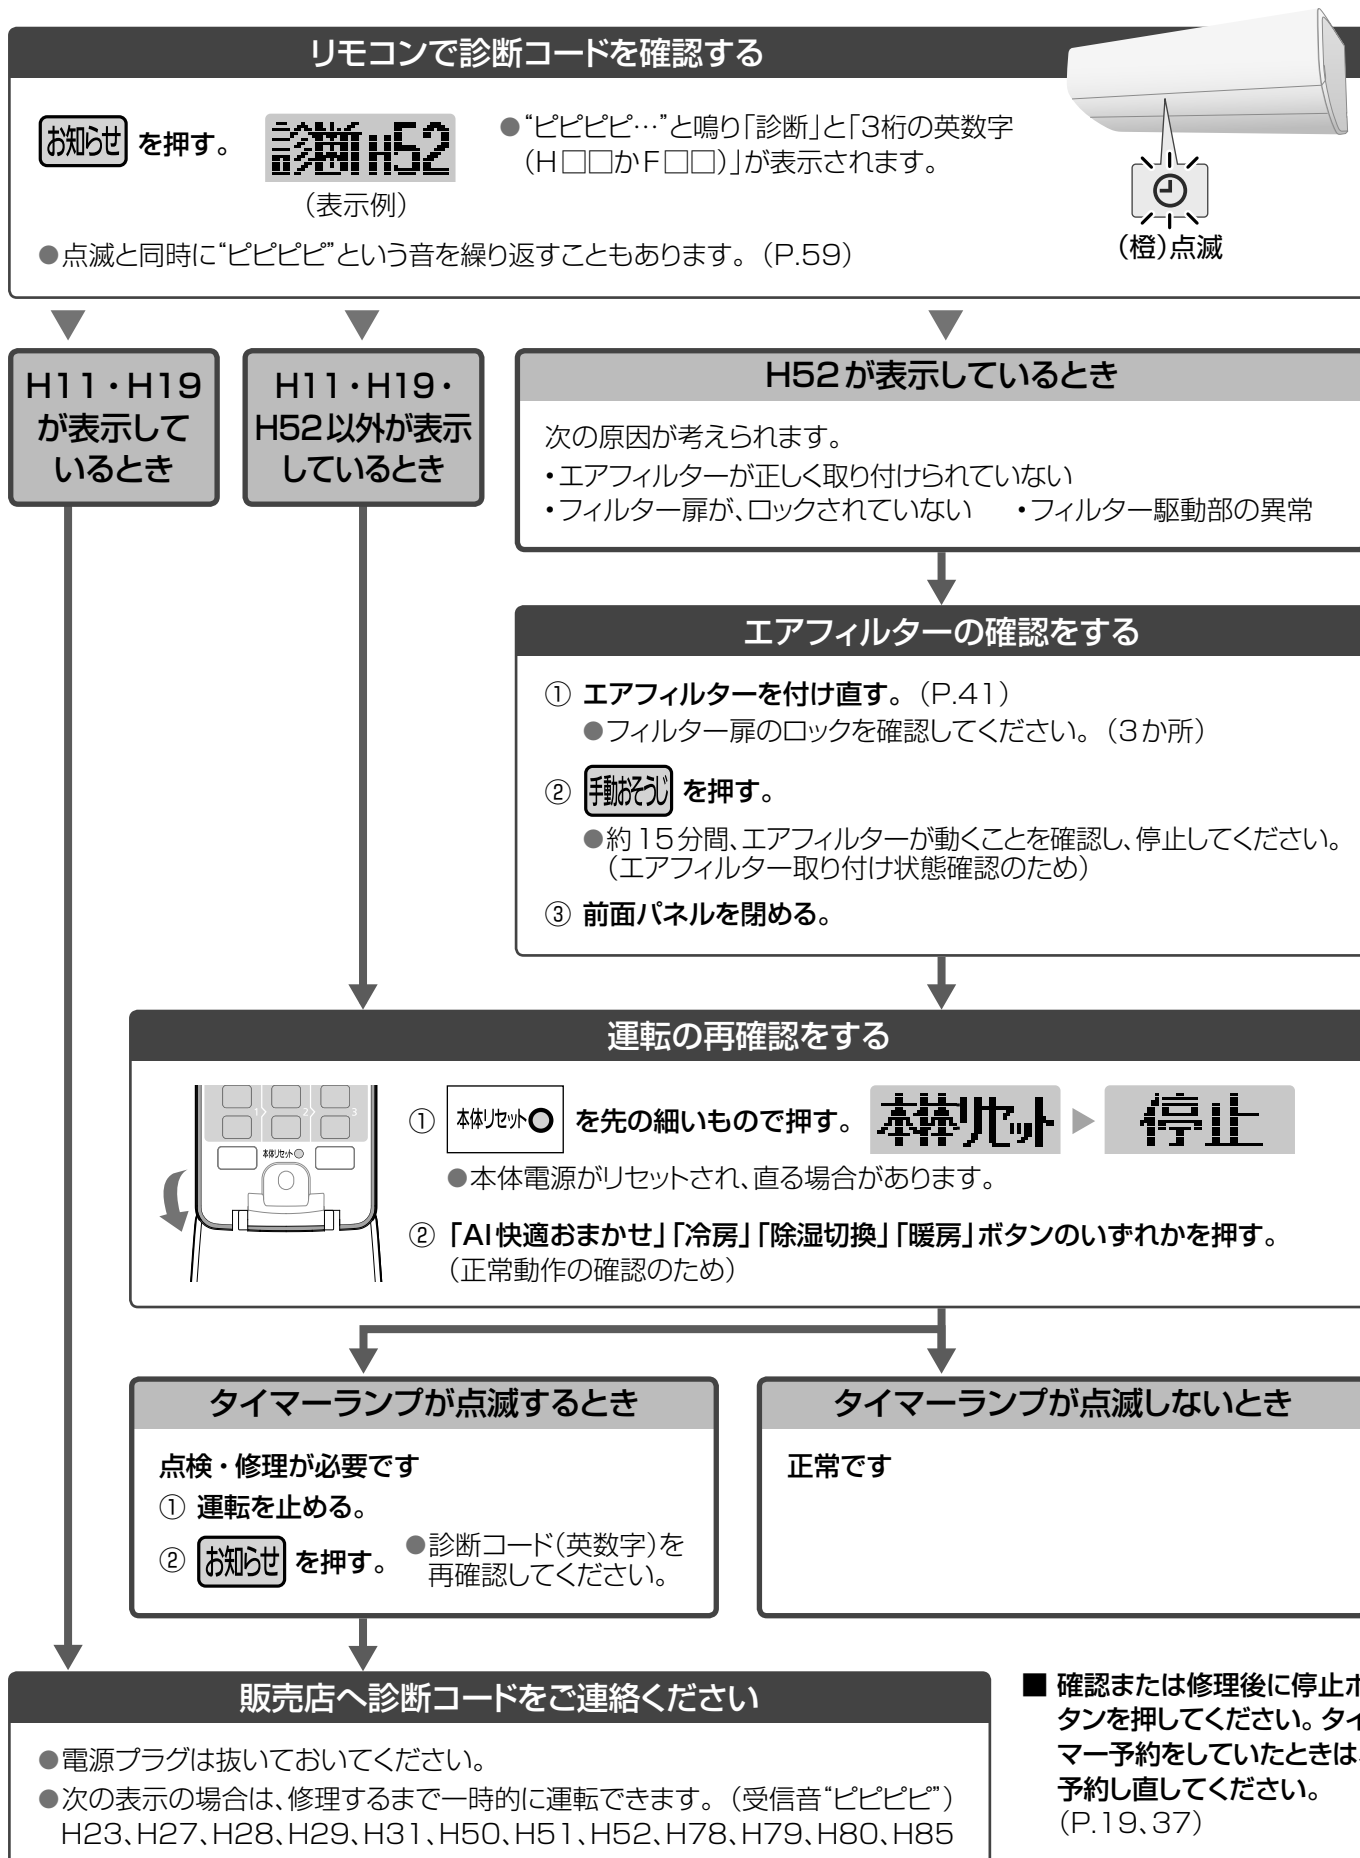 リモコンで診断コードを確認する
お知らせ を押す。
診断H52
(表示例)
●“ピピピピ…”と鳴り「診断」と「3桁の英数字
(H□□かF□□)」が表示されます。
(橙)点滅
●点滅と同時に“ピピピピ”という音を繰り返すこともあります。(P.59)
H11・H19
が表示して
いるとき
H11・H19・
H52以外が表示
しているとき
H52が表示しているとき
次の原因が考えられます。
・エアフィルターが正しく取り付けられていない
・フィルター扉が、ロックされていない ・フィルター駆動部の異常
エアフィルターの確認をする
① エアフィルターを付け直す。(P.41)
●フィルター扉のロックを確認してください。(3か所)
② 手動おそうじ を押す。
●約15分間、エアフィルターが動くことを確認し、停止してください。
(エアフィルター取り付け状態確認のため)
③ 前面パネルを閉める。
運転の再確認をする
1 2 3
本体リセット
① 本体リセット を先の細いもので押す。 本体リセット ▶ 停止
●本体電源がリセットされ、直る場合があります。
② 「AI快適おまかせ」「冷房」「除湿切換」「暖房」ボタンのいずれかを押す。
(正常動作の確認のため)
タイマーランプが点滅するとき
点検・修理が必要です
① 運転を止める。
② お知らせ を押す。
●診断コード(英数字)を
再確認してください。
タイマーランプが点滅しないとき
正常です
販売店へ診断コードをご連絡ください
●電源プラグは抜いておいてください。
●次の表示の場合は、修理するまで一時的に運転できます。(受信音“ピピピピ”)
H23、H27、H28、H29、H31、H50、H51、H52、H78、H79、H80、H85
■ 確認または修理後に停止ボ
タンを押してください。タイ
マー予約をしていたときは、
予約し直してください。
(P.19、37)